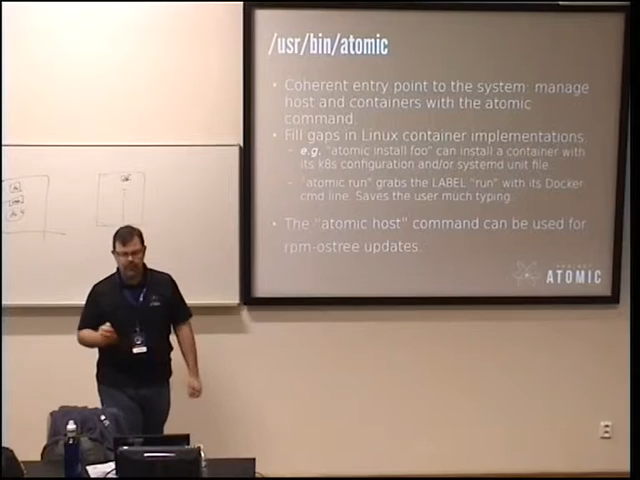 /usr/bin/atomic
• Coherent entry point to the system: manage
host and containers with the atomic
command.
• Fill gaps in Linux container implementations.
– e.g, "atomic install foo" can install a container with
its k8s configuration and/or systemd unit file.
– "atomic run" grabs the LABEL "run" with its Docker
cmd line. Saves the user much typing.
• The "atomic host" command can be used for
rpm-ostree updates.
PROJECT
ATOMIC